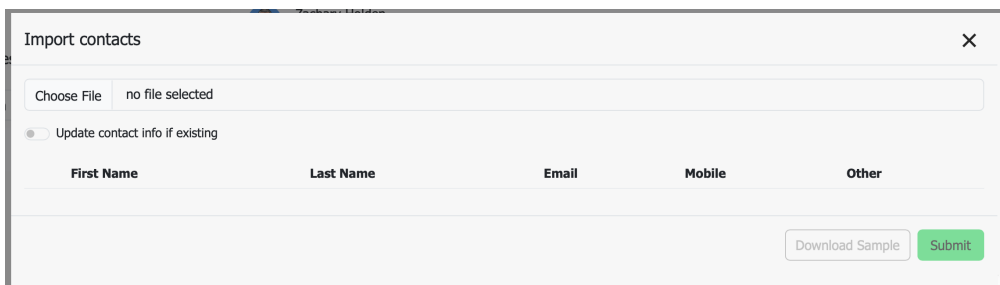 Import contacts
Choose File no file selected
Update contact info if existing
First Name Last Name Email Mobile Other
Download Sample Submit